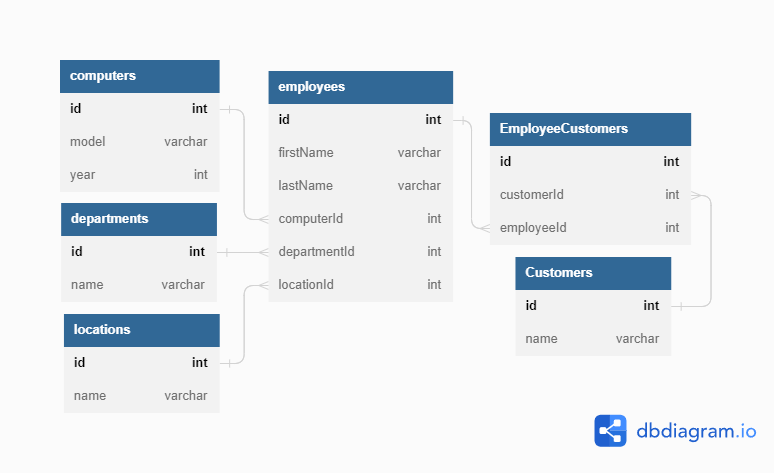 computers
id int
model varchar
year int
departments
id int
name varchar
locations
id int
name varchar
employees
id int
firstName varchar
lastName varchar
computerId int
departmentId int
locationId int
EmployeeCustomers
id int
customerId int
employeeId int
Customers
id int
name varchar
dbdiagram.io